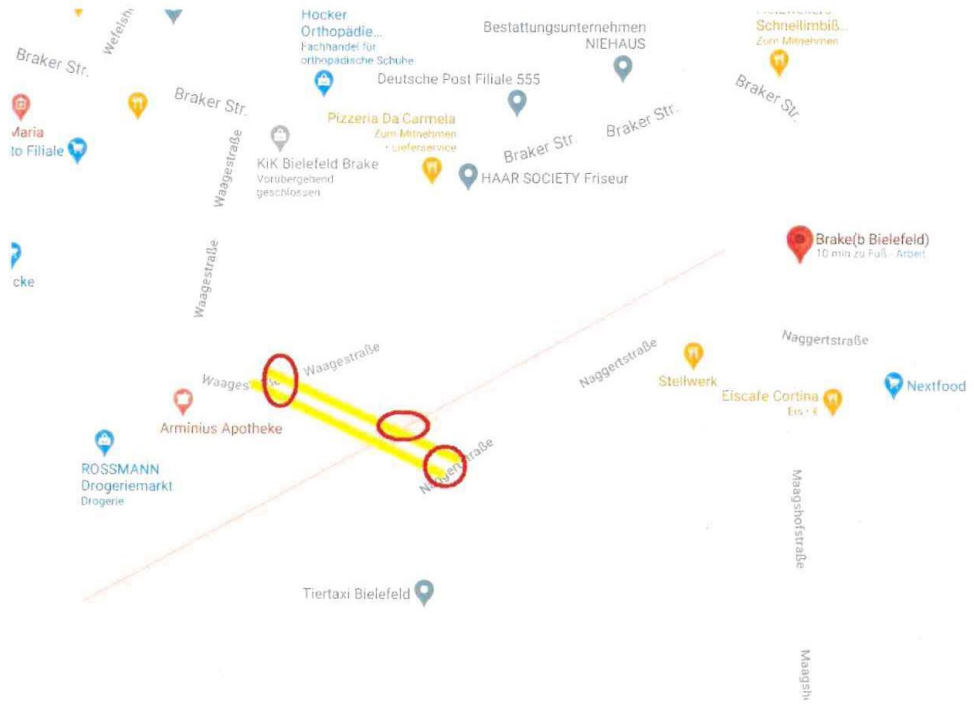 Hocker
Orthopädie...
Fachhandel für
orthopädische Schuhe
Bestattungsunternehmen
NIEHAUS
Schnellimbiß...
Zum Mitnehmen
Braker Str.
Braker Str.
Deutsche Post Filiale 555
Braker Str.
Pizzeria Da Carmela
Zum Mitnehmen
• Lieferservice
Braker Str.
Braker Str.
Maria
to Filiale
Waagestraße
KiK Bielefeld Brake
Vorübergehend
geschlossen
HAAR SOCIETY Friseur
Brake(b Bielefeld)
10 min zu Fuß - Arbeit
cke
Waagestraße
Waagestraße
Naggertstraße
Naggertstraße
Stellwerk
Eiscafe Cortina
Nextfood
Arminius Apotheke
ROSSMANN
Drogeriemarkt
Drogerie
Maagshofstraße
Tiertaxi Bielefeld
Maagsh